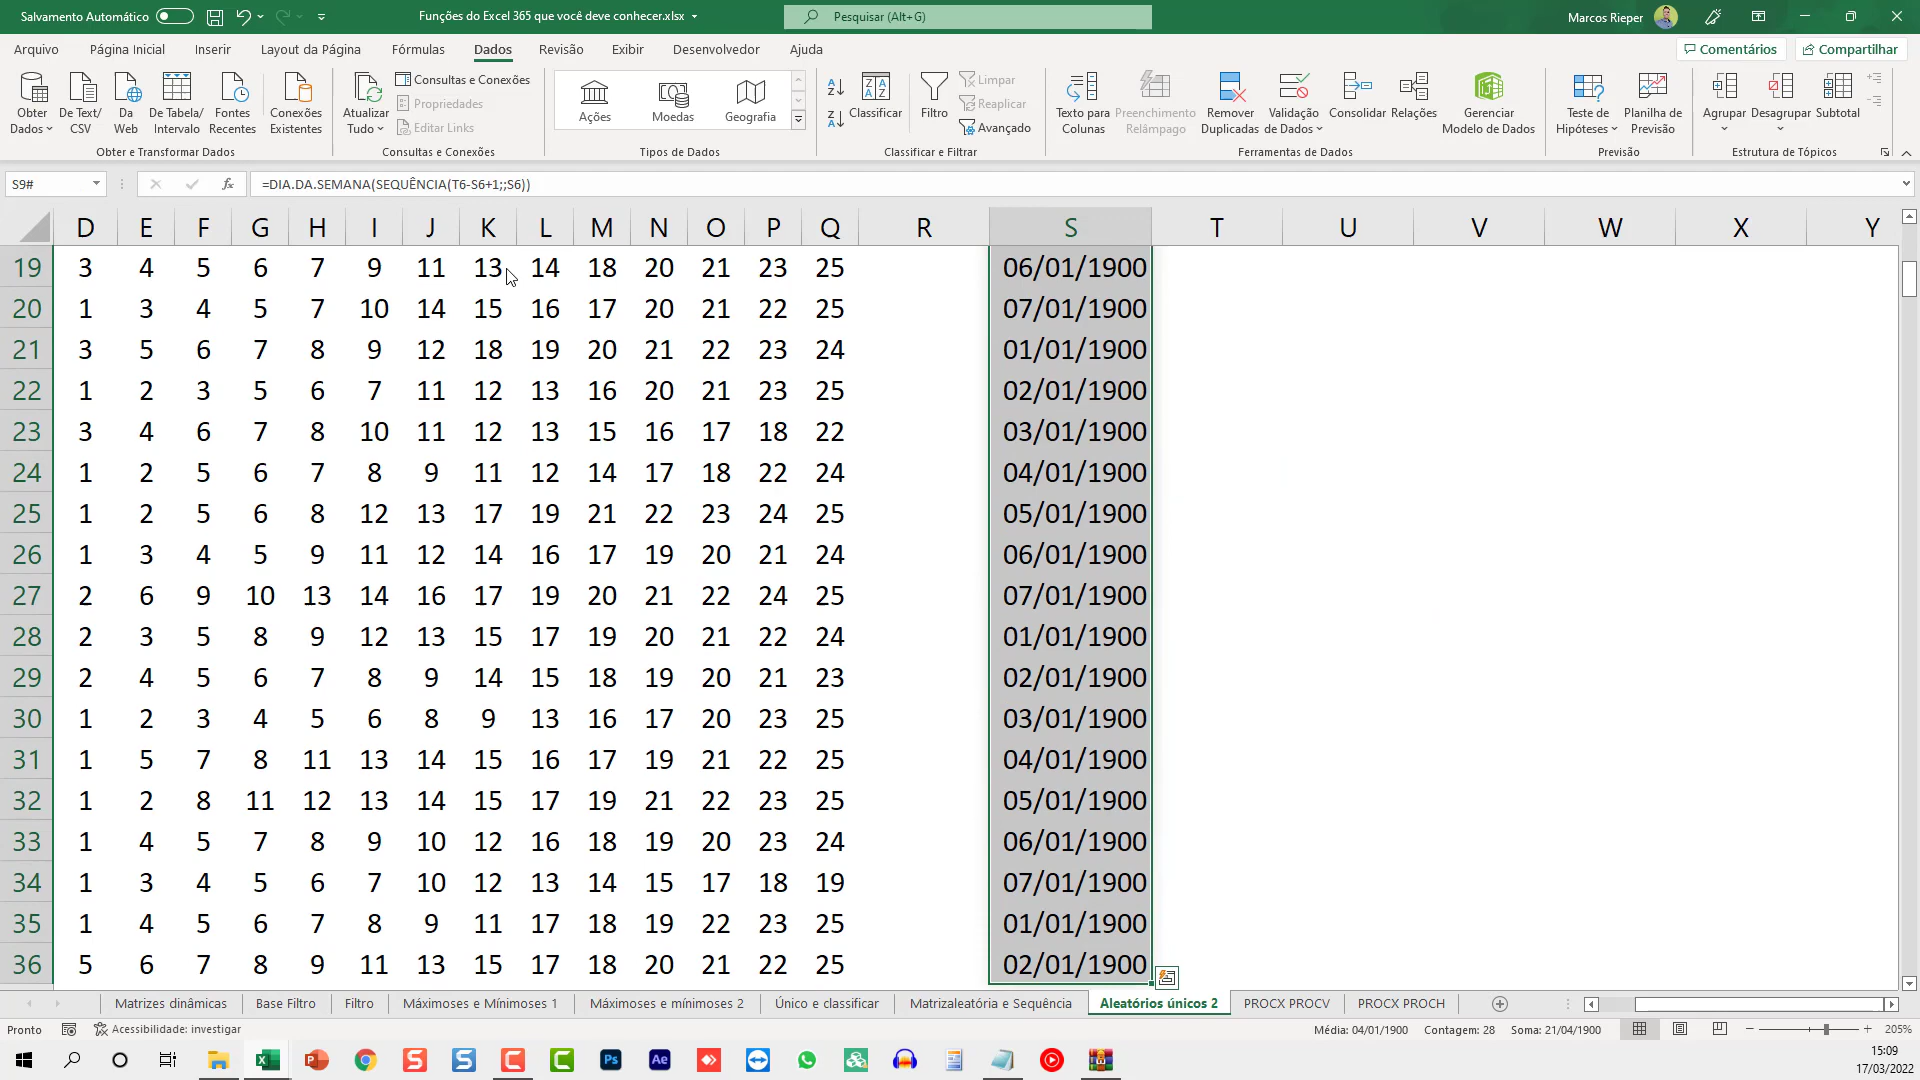 Salvamento Automático
Funções do Excel 365 que você deve conhecer.xlsx
Pesquisar (Alt+G)
Marcos Rieper
Arquivo Página Inicial Inserir Layout da Página Fórmulas Dados Revisão Exibir Desenvolvedor Ajuda
Comentários Compartilhar
Obter Dados
De Text/ CSV
Da Web
De Tabela/ Intervalo
Fontes Recentes
Conexões Existentes
Obter e Transformar Dados
Atualizar Tudo
Consultas e Conexões
Propriedades
Editar Links
Consultas e Conexões
Ações
Moedas
Geografia
Tipos de Dados
Classificar
Filtro
Limpar
Reaplicar
Avançado
Classificar e Filtrar
Texto para Colunas
Preenchimento Relâmpago
Remover Duplicadas
Validação de Dados
Consolidar
Relações
Gerenciar Modelo de Dados
Ferramentas de Dados
Teste de Hipóteses
Planilha de Previsão
Previsão
Agrupar
Desagrupar
Subtotal
Estrutura de Tópicos
S9# fx =DIA.DA.SEMANA(SEQUÊNCIA(T6-S6+1;;S6))
D E F G H I J K L M N O P Q R S T U V W X Y
19 3 4 5 6 7 9 11 13 14 18 20 21 23 25 06/01/1900
20 1 3 4 5 7 10 14 15 16 17 20 21 22 25 07/01/1900
21 3 5 6 7 8 9 12 18 19 20 21 22 23 24 01/01/1900
22 1 2 3 5 6 7 11 12 13 16 20 21 23 25 02/01/1900
23 3 4 6 7 8 10 11 12 13 15 16 17 18 22 03/01/1900
24 1 2 5 6 7 8 9 11 12 14 17 18 22 24 04/01/1900
25 1 2 5 6 8 12 13 17 19 21 22 23 24 25 05/01/1900
26 1 3 4 5 9 11 12 14 16 17 19 20 21 24 06/01/1900
27 2 6 9 10 13 14 16 17 19 20 21 22 24 25 07/01/1900
28 2 3 5 8 9 12 13 15 17 19 20 21 22 24 01/01/1900
29 2 4 5 6 7 8 9 14 15 18 19 20 21 23 02/01/1900
30 1 2 3 4 5 6 8 9 13 16 17 20 23 25 03/01/1900
31 1 5 7 8 11 13 14 15 16 17 19 21 22 25 04/01/1900
32 1 2 8 11 12 13 14 15 17 19 21 22 23 25 05/01/1900
33 1 4 5 7 8 9 10 12 16 18 19 20 23 24 06/01/1900
34 1 3 4 5 6 7 10 12 13 14 15 17 18 19 07/01/1900
35 1 4 5 6 7 8 9 11 17 18 19 22 23 25 01/01/1900
36 5 6 7 8 9 11 13 15 17 18 20 21 22 25 02/01/1900
Matrizes dinâmicas Base Filtro Filtro Máximoses e Mínimoses 1 Máximoses e mínimoses 2 Único e classificar Matrizaleatória e Sequência Aleatórios únicos 2 PROCX PROCV PROCX PROCH
Pronto Acessibilidade: investigar Média: 04/01/1900 Contagem: 28 Soma: 21/04/1900 205%
15:09
17/03/2022